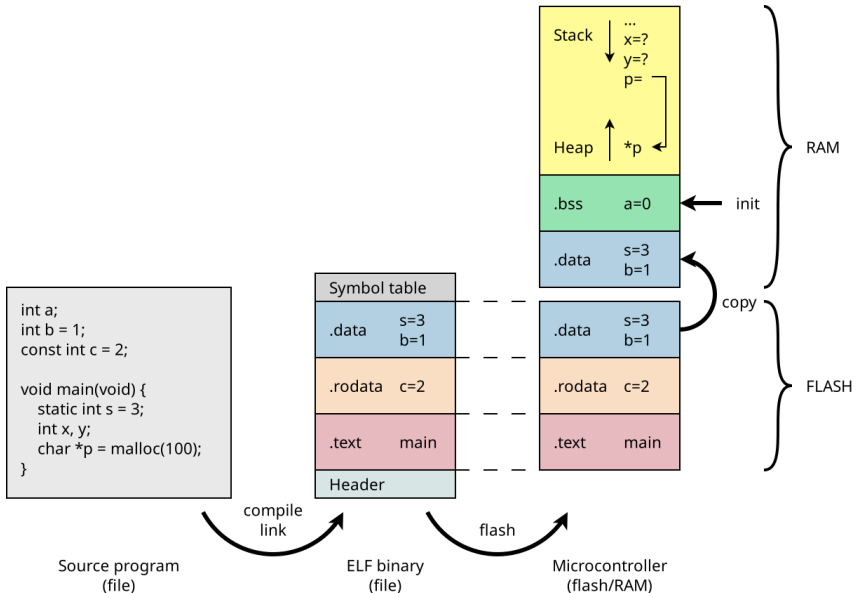 Stack
...
x=?
y=?
p=
Heap *p
.bss a=0
.data s=3
b=1
RAM
init
copy
.data s=3
b=1
.rodata c=2
.text main
FLASH
Symbol table
.data s=3
b=1
.rodata c=2
.text main
Header
int a;
int b = 1;
const int c = 2;
void main(void) {
static int s = 3;
int x, y;
char *p = malloc(100);
}
compile
link
flash
Source program
(file)
ELF binary
(file)
Microcontroller
(flash/RAM)